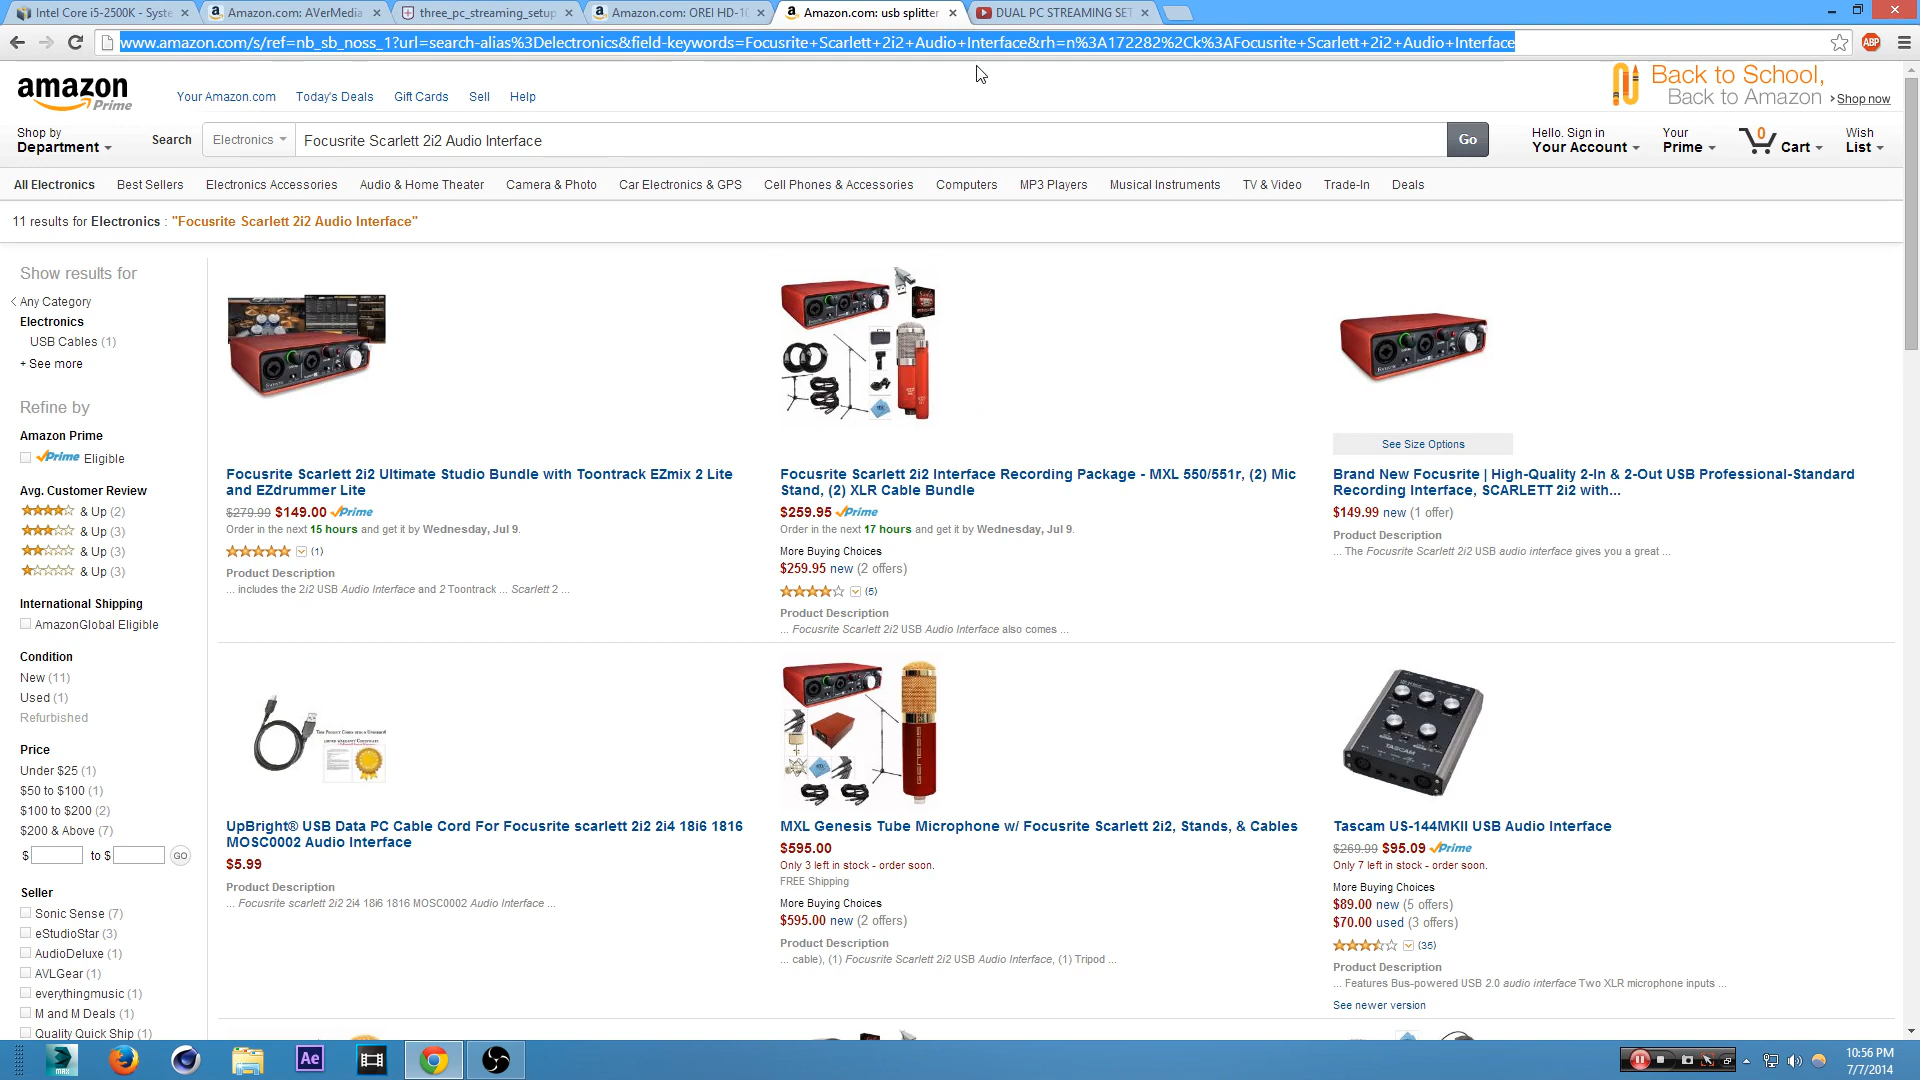 Intel Core i5-2500K - Syste
Amazon.com: AVerMedia
three_pc_streaming_setup
Amazon.com: OREI HD-10
Amazon.com: usb splitter
DUAL PC STREAMING SET
www.amazon.com/s/ref=nb_sb_noss_1?url=search-alias%3Delectronics&field-keywords=Focusrite+Scarlett+2i2+Audio+Interface&rh=n%3A172282%2Ck%3AFocusrite+Scarlett+2i2+Audio+Interface
ABP
amazon
Prime
Your Amazon.com
Today's Deals
Gift Cards
Sell
Help
Back to School,
Back to Amazon
Shop now
Shop by
Department
Search
Electronics
Focusrite Scarlett 2i2 Audio Interface
Go
Hello. Sign in
Your Account
Your
Prime
0
Cart
Wish
List
All Electronics
Best Sellers
Electronics Accessories
Audio & Home Theater
Camera & Photo
Car Electronics & GPS
Cell Phones & Accessories
Computers
MP3 Players
Musical Instruments
TV & Video
Trade-In
Deals
11 results for Electronics : "Focusrite Scarlett 2i2 Audio Interface"
Show results for
< Any Category
Electronics
USB Cables (1)
+ See more
Refine by
Amazon Prime
Prime Eligible
Avg. Customer Review
& Up (2)
& Up (3)
& Up (3)
& Up (3)
International Shipping
AmazonGlobal Eligible
Condition
New (11)
Used (1)
Refurbished
Price
Under $25 (1)
$50 to $100 (1)
$100 to $200 (2)
$200 & Above (7)
$ to $ GO
Seller
Sonic Sense (7)
eStudioStar (3)
AudioDeluxe (1)
AVLGear (1)
everythingmusic (1)
M and M Deals (1)
Quality Quick Ship (1)
Focusrite Scarlett 2i2 Ultimate Studio Bundle with Toontrack EZmix 2 Lite
and EZdrummer Lite
$279.99 $149.00 Prime
Order in the next 15 hours and get it by Wednesday, Jul 9.
(1)
Product Description
... includes the 2i2 USB Audio Interface and 2 Toontrack ... Scarlett 2 ...
Focusrite Scarlett 2i2 Interface Recording Package - MXL 550/551r, (2) Mic
Stand, (2) XLR Cable Bundle
$259.95 Prime
Order in the next 17 hours and get it by Wednesday, Jul 9.
More Buying Choices
$259.95 new (2 offers)
(5)
Product Description
... Focusrite Scarlett 2i2 USB Audio Interface also comes ...
See Size Options
Brand New Focusrite | High-Quality 2-In & 2-Out USB Professional-Standard
Recording Interface, SCARLETT 2i2 with...
$149.99 new (1 offer)
Product Description
... The Focusrite Scarlett 2i2 USB audio interface gives you a great ...
UpBright® USB Data PC Cable Cord For Focusrite scarlett 2i2 2i4 18i6 1816
MOSC0002 Audio Interface
$5.99
Product Description
... Focusrite scarlett 2i2 2i4 18i6 1816 MOSC0002 Audio Interface ...
GENESIS
MXL Genesis Tube Microphone w/ Focusrite Scarlett 2i2, Stands, & Cables
$595.00
Only 3 left in stock - order soon.
FREE Shipping
More Buying Choices
$595.00 new (2 offers)
Product Description
... cable), (1) Focusrite Scarlett 2i2 USB Audio Interface, (1) Tripod ...
TASCAM
Tascam US-144MKII USB Audio Interface
$269.99 $95.09 Prime
Only 7 left in stock - order soon.
More Buying Choices
$89.00 new (5 offers)
$70.00 used (3 offers)
(35)
Product Description
... Features Bus-powered USB 2.0 audio interface Two XLR microphone inputs ...
See newer version
MAX
Ae
10:56 PM
7/7/2014